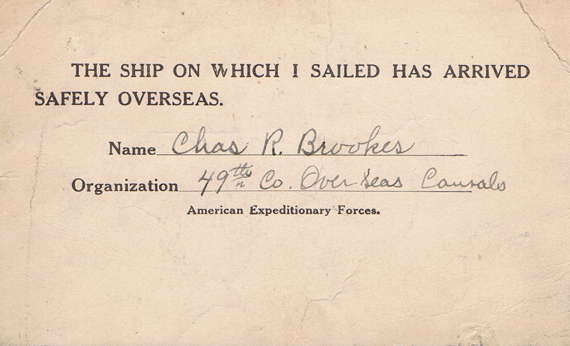 THE SHIP ON WHICH I SAILED HAS ARRIVED
SAFELY OVERSEAS.
Name Chas R. Brookes
Organization 49th Co. Over Seas
American Expeditionary Forces.